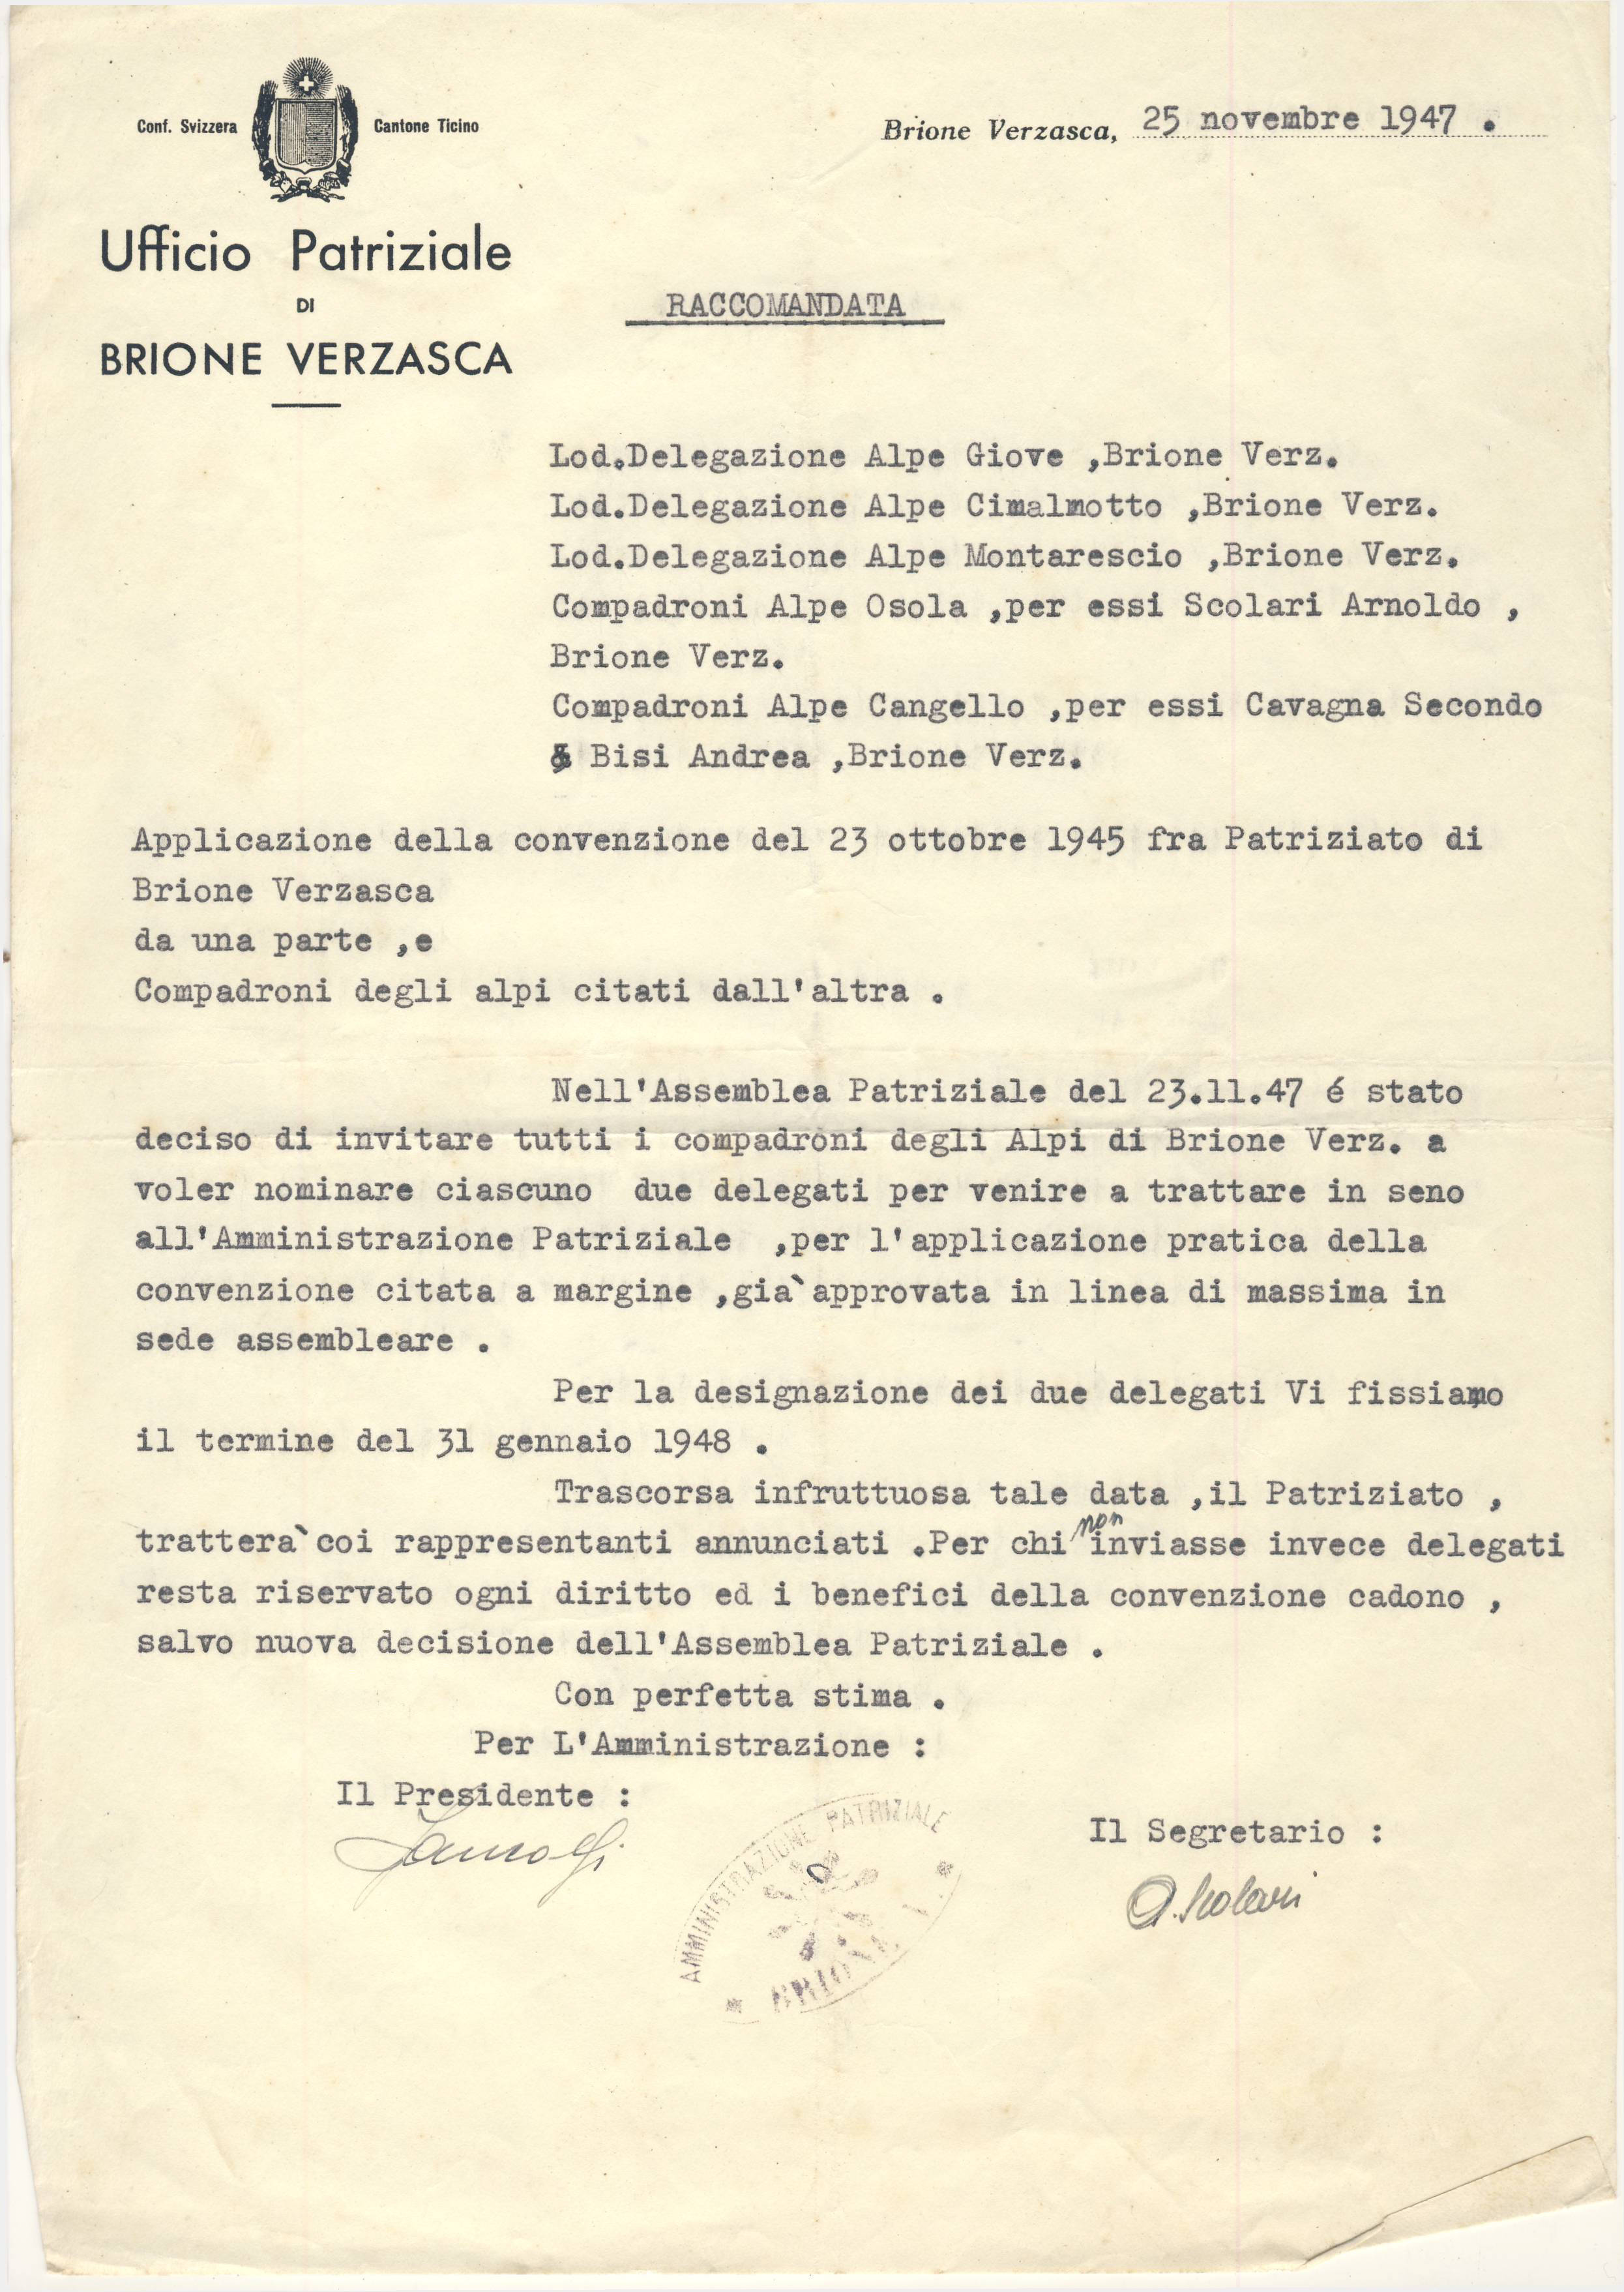 Conf. Svizzera Cantone Ticino
Brione Verzasca, 25 novembre 1947 .
Ufficio Patriziale
DI
BRIONE VERZASCA
RACCOMANDATA
Lod.Delegazione Alpe Giove ,Brione Verz.
Lod.Delegazione Alpe Cimalmotto ,Brione Verz.
Lod.Delegazione Alpe Montarescio ,Brione Verz.
Compadroni Alpe Osola ,per essi Scolari Arnoldo ,
Brione Verz.
Compadroni Alpe Cangello ,per essi Cavagna Secondo
& Bisi Andrea ,Brione Verz.
Applicazione della convenzione del 23 ottobre 1945 fra Patriziato di
Brione Verzasca
da una parte ,e
Compadroni degli alpi citati dall'altra .
Nell'Assemblea Patriziale del 23.11.47 é stato
deciso di invitare tutti i compadroni degli Alpi di Brione Verz. a
voler nominare ciascuno due delegati per venire a trattare in seno
all'Amministrazione Patriziale ,per l'applicazione pratica della
convenzione citata a margine ,gia` approvata in linea di massima in
sede assembleare .
Per la designazione dei due delegati Vi fissiamo
il termine del 31 gennaio 1948 .
Trascorsa infruttuosa tale data ,il Patriziato ,
trattera` coi rappresentanti annunciati .Per chi non inviasse invece delegati
resta riservato ogni diritto ed i benefici della convenzione cadono ,
salvo nuova decisione dell'Assemblea Patriziale .
Con perfetta stima .
Per L'Amministrazione :
Il Presidente :
Il Segretario :
A. Scolari
AMMINISTRAZIONE PATRIZIALE
BRIONE V.